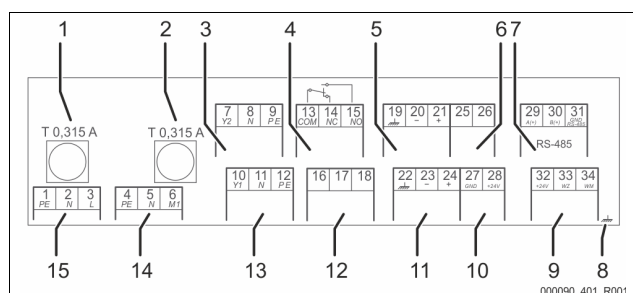 1 2 3 4 5 6 7
T 0,315 A T 0,315 A
7 8 9 13 14 15 19 20 21 25 26 29 30 31
Y2 N PE COM NC NO − + A(+) B(+) GND RS-485
RS-485
10 11 12 16 17 18 22 23 24 27 28 32 33 34
Y1 N PE − + GND +24V +24V WZ WM
1 2 3 4 5 6
PE N L PE N M1
15 14 13 12 11 10 9 8
000090_401_R001